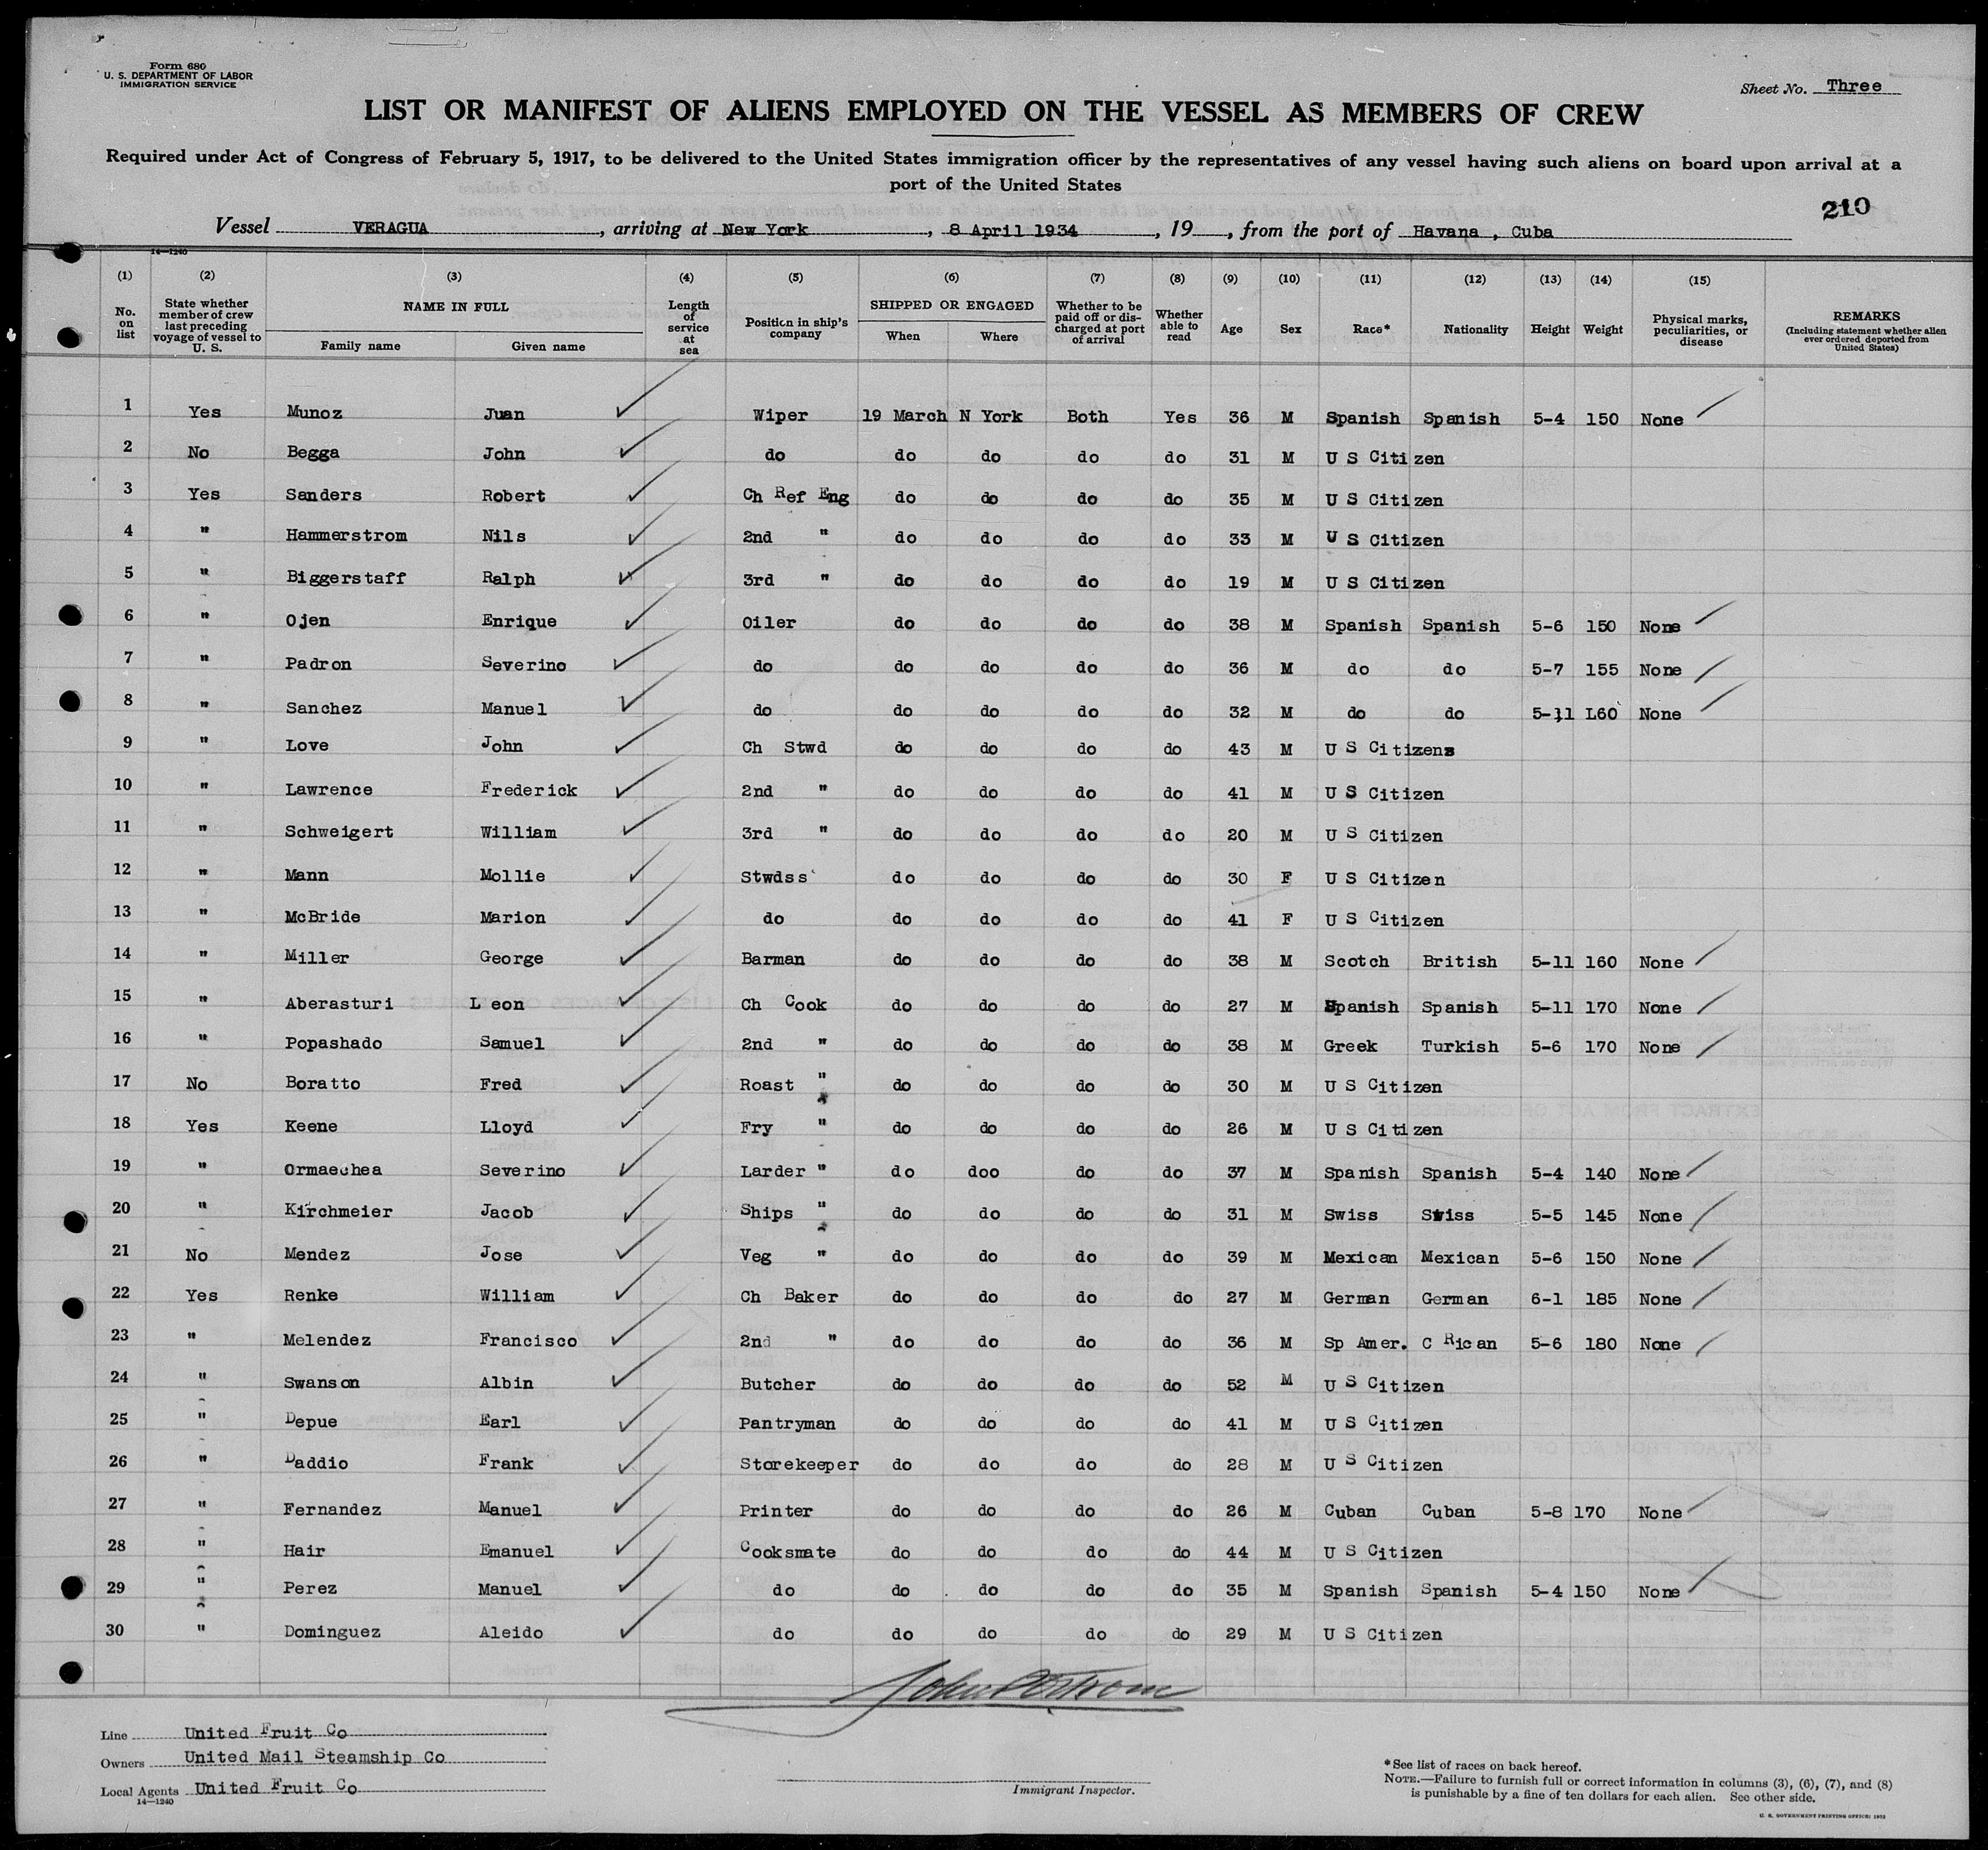 Form 680
U. S. DEPARTMENT OF LABOR
IMMIGRATION SERVICE
Sheet No. Three
LIST OR MANIFEST OF ALIENS EMPLOYED ON THE VESSEL AS MEMBERS OF CREW
Required under Act of Congress of February 5, 1917, to be delivered to the United States immigration officer by the representatives of any vessel having such aliens on board upon arrival at a
port of the United States
210
Vessel VERAGUA, arriving at New York, 8 April 1934, 19, from the port of Havana , Cuba
14—1240
(1) (2) (3) (4) (5) (6) (7) (8) (9) (10) (11) (12) (13) (14) (15)
No. on list State whether member of crew last preceding voyage of vessel to U. S. NAME IN FULL Family name Given name Length of service at sea Position in ship's company SHIPPED OR ENGAGED When Where Whether to be paid off or discharged at port of arrival Whether able to read Age Sex Race* Nationality Height Weight Physical marks, peculiarities, or disease REMARKS (Including statement whether alien ever ordered deported from United States)
1 Yes Munoz Juan Wiper 19 March N York Both Yes 36 M Spanish Spanish 5-4 150 None
2 No Begga John do do do do do 31 M U S Citizen
3 Yes Sanders Robert Ch Ref Eng do do do do 35 M U S Citizen
4 " Hammerstrom Nils 2nd " do do do do 33 M U S Citizen
5 " Biggerstaff Ralph 3rd " do do do do 19 M U S Citizen
6 " Ojen Enrique Oiler do do do do 38 M Spanish Spanish 5-6 150 None
7 " Padron Severino do do do do do 36 M do do 5-7 155 None
8 " Sanchez Manuel do do do do do 32 M do do 5-11 L60 None
9 " Love John Ch Stwd do do do do 43 M U S Citizens
10 " Lawrence Frederick 2nd " do do do do 41 M U S Citizen
11 " Schweigert William 3rd " do do do do 20 M U S Citizen
12 " Mann Mollie Stwdss do do do do 30 F U S Citizen
13 " McBride Marion do do do do do 41 F U S Citizen
14 " Miller George Barman do do do do 38 M Scotch British 5-11 160 None
15 " Aberasturi L eon Ch Cook do do do do 27 M Spanish Spanish 5-11 170 None
16 " Popashado Samuel 2nd " do do do do 38 M Greek Turkish 5-6 170 None
17 No Boratto Fred Roast " do do do do 30 M U S Citizen
18 Yes Keene Lloyd Fry " do do do do 26 M U S Citizen
19 " Ormaechea Severino Larder " do doo do do 37 M Spanish Spanish 5-4 140 None
20 " Kirchmeier Jacob Ships " do do do do 31 M Swiss Swiss 5-5 145 None
21 No Mendez Jose Veg " do do do do 39 M Mexican Mexican 5-6 150 None
22 Yes Renke William Ch Baker do do do do 27 M German German 6-1 185 None
23 " Melendez Francisco 2nd " do do do do 36 M Sp Amer. C Rican 5-6 180 None
24 " Swanson Albin Butcher do do do do 52 M U S Citizen
25 " Depue Earl Pantryman do do do do 41 M U S Citizen
26 " Daddio Frank Storekeeper do do do do 28 M U S Citizen
27 " Fernandez Manuel Printer do do do do 26 M Cuban Cuban 5-8 170 None
28 " Hair Emanuel Cooksmate do do do do 44 M U S Citizen
29 " Perez Manuel do do do do do 35 M Spanish Spanish 5-4 150 None
30 " Dominguez Aleido do do do do do 29 M U S Citizen
Line United Fruit Co
Owners United Mail Steamship Co
Local Agents United Fruit Co
14—1240
Immigrant Inspector.
*See list of races on back hereof.
NOTE.—Failure to furnish full or correct information in columns (3), (6), (7), and (8)
is punishable by a fine of ten dollars for each alien. See other side.
U. S. GOVERNMENT PRINTING OFFICE: 1932